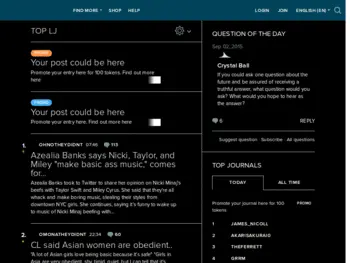 FIND MORE SHOP HELP LOGIN JOIN ENGLISH (EN)
TOP LJ
PROMO
Your post could be here
Promote your entry here for 100 tokens. Find out more
here
PROMO
Your post could be here
Promote your entry here. Find out more here
1. OHNOTHEYDIDNT 07:46 113
Azealia Banks says Nicki, Taylor, and
Miley "make basic ass music," comes
for...
Azealia Banks took to Twitter to share her opinion on Nicki Minaj's
beefs with Taylor Swift and Miley Cyrus. She said that they're all
whack and make boring music, stealing their styles from
downtown NYC girls. She continues, saying it's funny to wake up
to music of Nicki Minaj beefing with...
2. OMONATHEYDIDNT 22:34 60
CL said Asian women are obedient..
"A lot of Asian girls love being basic because it's safe" "Girls in
Asia are very obedient, shy, timid, quiet, but I can tell that it's
QUESTION OF THE DAY
Sep 02, 2015
Crystal Ball
If you could ask one question about the
future and be assured of receiving a
truthful answer, what question would you
ask? What would you hope to hear as
the answer?
6 REPLY
Suggest question Subscribe All questions
TOP JOURNALS
TODAY ALL TIME
Promote your journal here for 100
tokens
PROMO
1 JAMES_NICOLL
2 AKARI5AKURAID
3 THEFERRETT
4 GERM